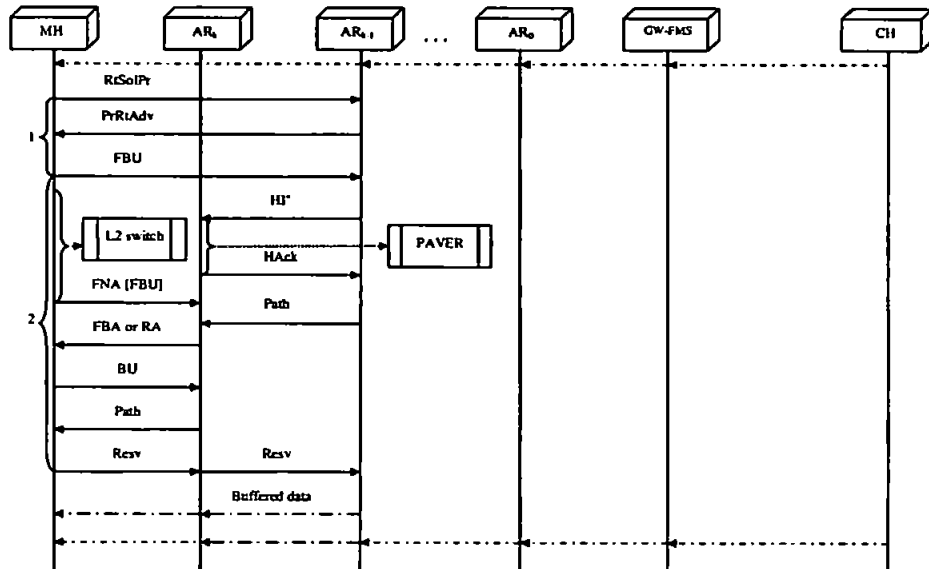 MH ARₖ ARₖ₋₁ ... AR₀ GW-FMS CH
RtSolPr
PrRtAdv
1
FBU
HI*
L2 switch
PAVER
HAck
FNA [FBU]
Path
2
FBA or RA
BU
Path
Resv Resv
Buffered data